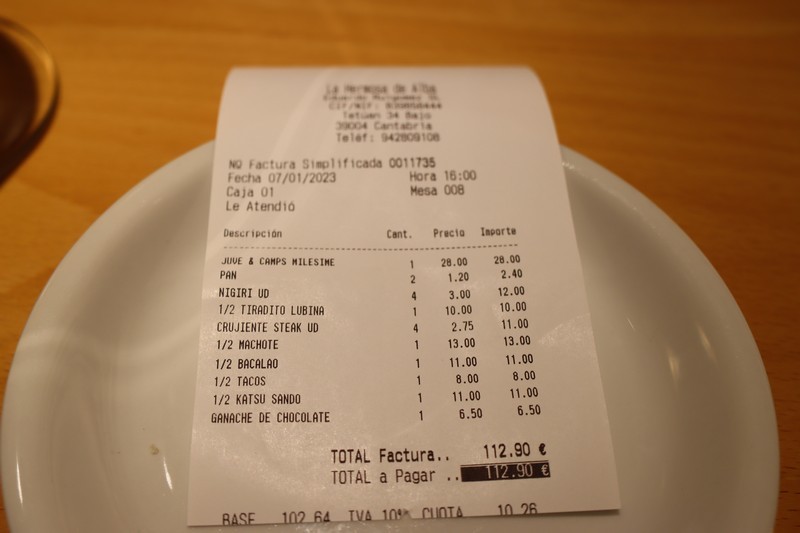 La Hermosa de Alba
CIF/NIF:
Tetuan 34 Bajo
39004 Cantabria
Telèf: 942809108
NQ Factura Simplificada 0011735
Fecha 07/01/2023 Hora 16:00
Caja 01 Mesa 008
Le Atendió
Descripción Cant. Precio Importe
JUVE & CAMPS MILESIME 1 28.00 28.00
PAN 2 1.20 2.40
NIGIRI UD 4 3.00 12.00
1/2 TIRADITO LUBINA 1 10.00 10.00
CRUJIENTE STEAK UD 4 2.75 11.00
1/2 MACHOTE 1 13.00 13.00
1/2 BACALAO 1 11.00 11.00
1/2 TACOS 1 8.00 8.00
1/2 KATSU SANDO 1 11.00 11.00
GANACHE DE CHOCOLATE 1 6.50 6.50
TOTAL Factura.. 112.90 €
TOTAL a Pagar .. 112.90 €
BASE 102.64 IVA 10% CUOTA 10.26